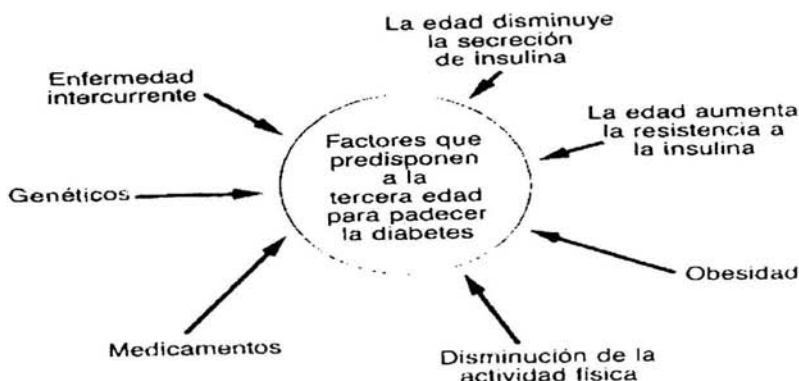 La edad disminuye
la secreción
de insulina
Enfermedad
intercurrente
La edad aumenta
la resistencia a
la insulina
Factores que
predisponen
a la
tercera edad
para padecer
la diabetes
Genéticos
Obesidad
Medicamentos
Disminución de la
actividad física